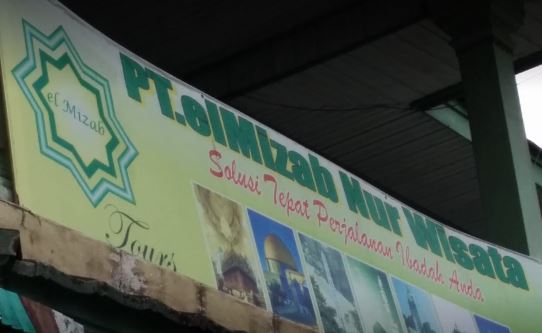 el Mizab
Tours
PT.elMizab Nur Wisata
Solusi Tepat Perjalanan Ibadah Anda